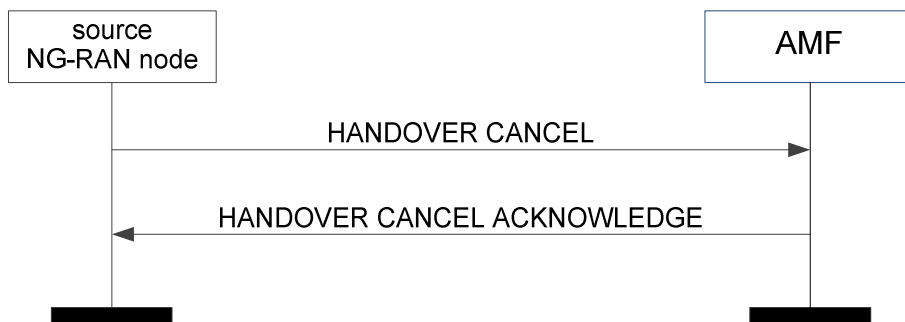 source
NG-RAN node
AMF
HANDOVER CANCEL
HANDOVER CANCEL ACKNOWLEDGE